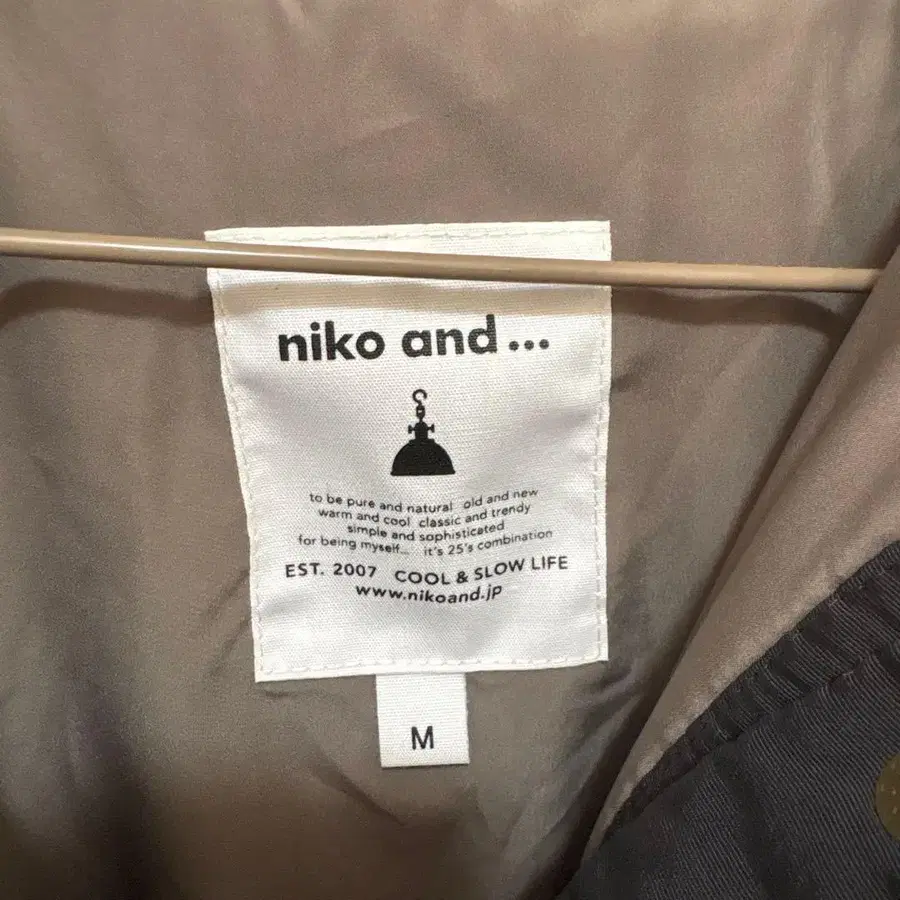 niko and ...
to be pure and natural old and new
warm and cool classic and trendy
simple and sophisticated
for being myself... it's 25's combination
EST. 2007 COOL & SLOW LIFE
www.nikoand.jp
M